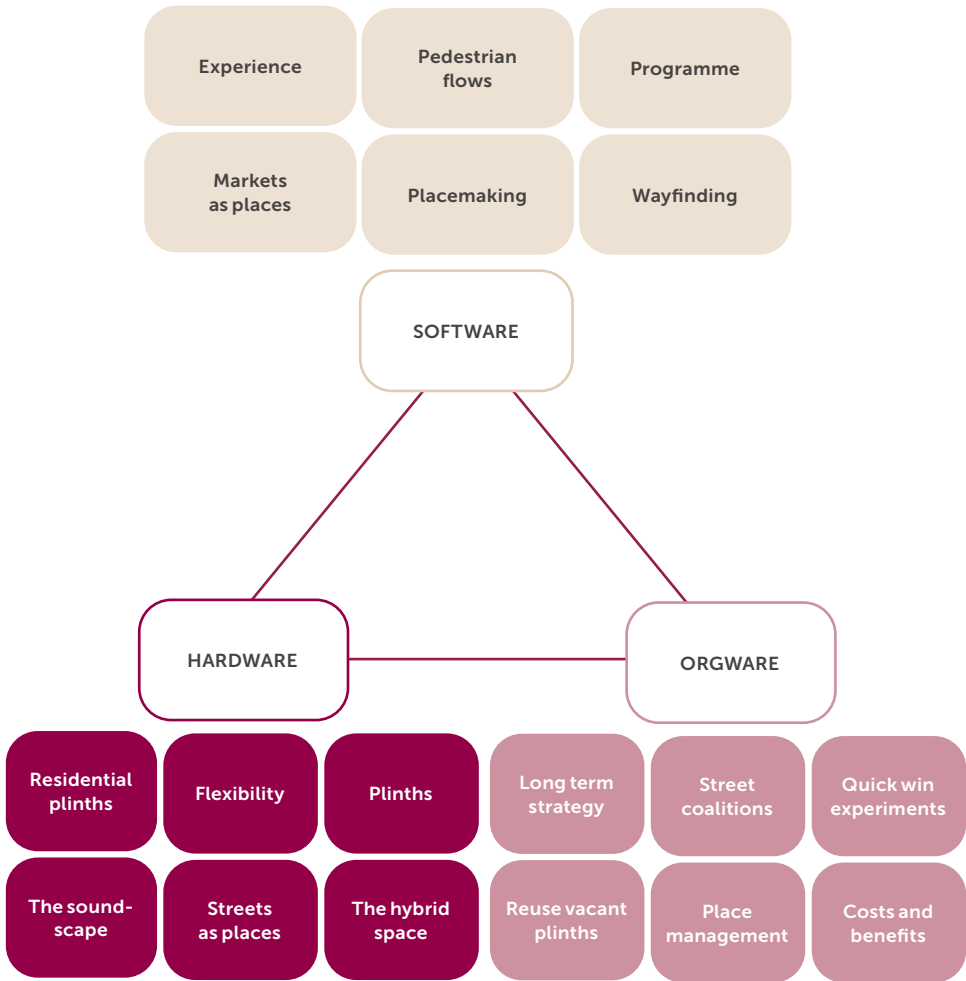 Experience
Pedestrian
flows
Programme
Markets
as places
Placemaking
Wayfinding
SOFTWARE
HARDWARE
ORGWARE
Residential
plinths
Flexibility
Plinths
Long term
strategy
Street
coalitions
Quick win
experiments
The sound-
scape
Streets
as places
The hybrid
space
Reuse vacant
plinths
Place
management
Costs and
benefits